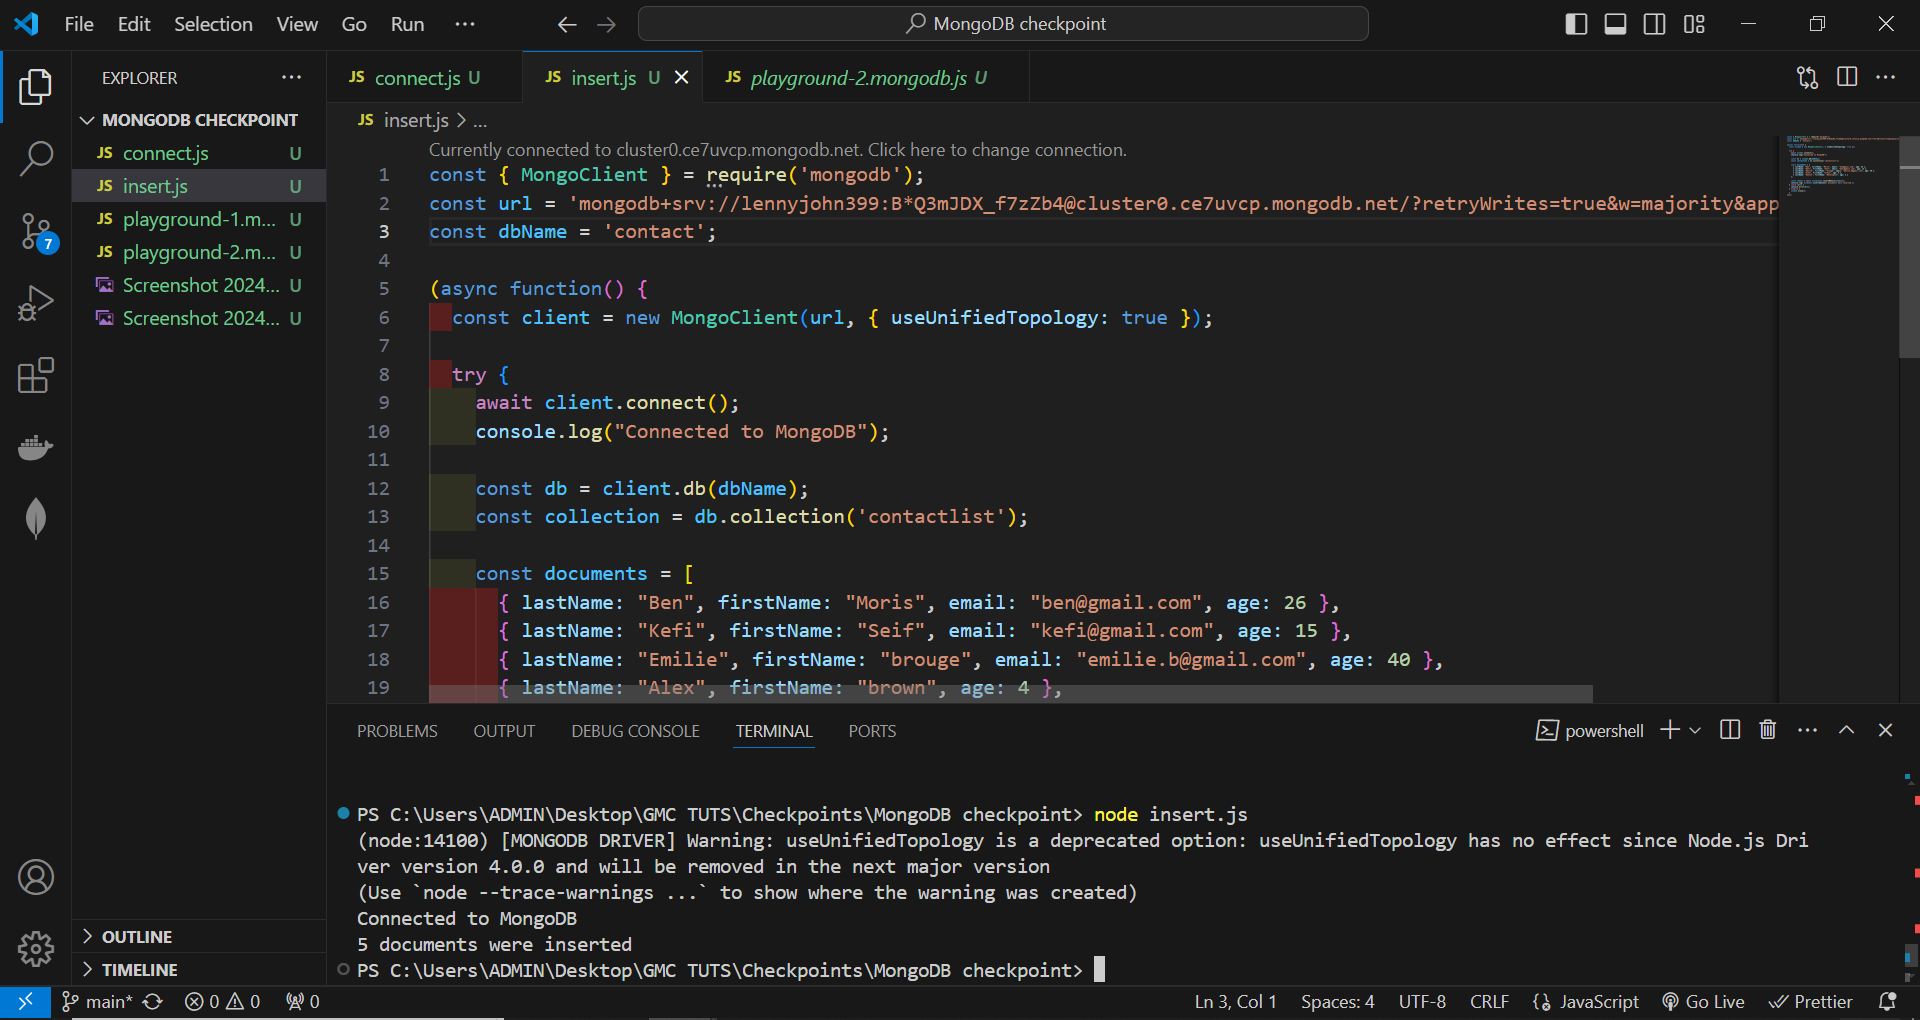 File Edit Selection View Go Run ··· MongoDB checkpoint
EXPLORER ···
JS connect.js U JS insert.js U JS playground-2.mongodb.js U ···
MONGODB CHECKPOINT
JS connect.js U
JS insert.js U
JS playground-1.m... U
JS playground-2.m... U
Screenshot 2024... U
Screenshot 2024... U
7
OUTLINE
TIMELINE
JS insert.js > ...
Currently connected to cluster0.ce7uvcp.mongodb.net. Click here to change connection.
1 const { MongoClient } = require('mongodb');
2 const url = 'mongodb+srv://lennyjohn399:B*Q3mJDX_f7zZb4@cluster0.ce7uvcp.mongodb.net/?retryWrites=true&w=majority&app
3 const dbName = 'contact';
4
5 (async function() {
6 const client = new MongoClient(url, { useUnifiedTopology: true });
7
8 try {
9 await client.connect();
10 console.log("Connected to MongoDB");
11
12 const db = client.db(dbName);
13 const collection = db.collection('contactlist');
14
15 const documents = [
16 { lastName: "Ben", firstName: "Moris", email: "ben@gmail.com", age: 26 },
17 { lastName: "Kefi", firstName: "Seif", email: "kefi@gmail.com", age: 15 },
18 { lastName: "Emilie", firstName: "brouge", email: "emilie.b@gmail.com", age: 40 },
19 { lastName: "Alex", firstName: "brown", age: 4 },
PROBLEMS OUTPUT DEBUG CONSOLE TERMINAL PORTS powershell ···
PS C:\Users\ADMIN\Desktop\GMC TUTS\Checkpoints\MongoDB checkpoint> node insert.js
(node:14100) [MONGODB DRIVER] Warning: useUnifiedTopology is a deprecated option: useUnifiedTopology has no effect since Node.js Dri
ver version 4.0.0 and will be removed in the next major version
(Use `node --trace-warnings ...` to show where the warning was created)
Connected to MongoDB
5 documents were inserted
PS C:\Users\ADMIN\Desktop\GMC TUTS\Checkpoints\MongoDB checkpoint>
main* 0 0 0 Ln 3, Col 1 Spaces: 4 UTF-8 CRLF JavaScript Go Live Prettier